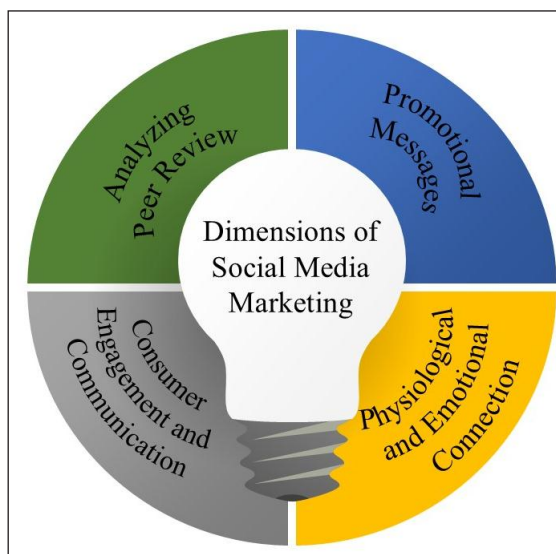 Analyzing
Peer Review
Promotional
Messages
Dimensions of
Social Media
Marketing
Consumer
Engagement and
Communication
Physiological
and Emotional
Connection